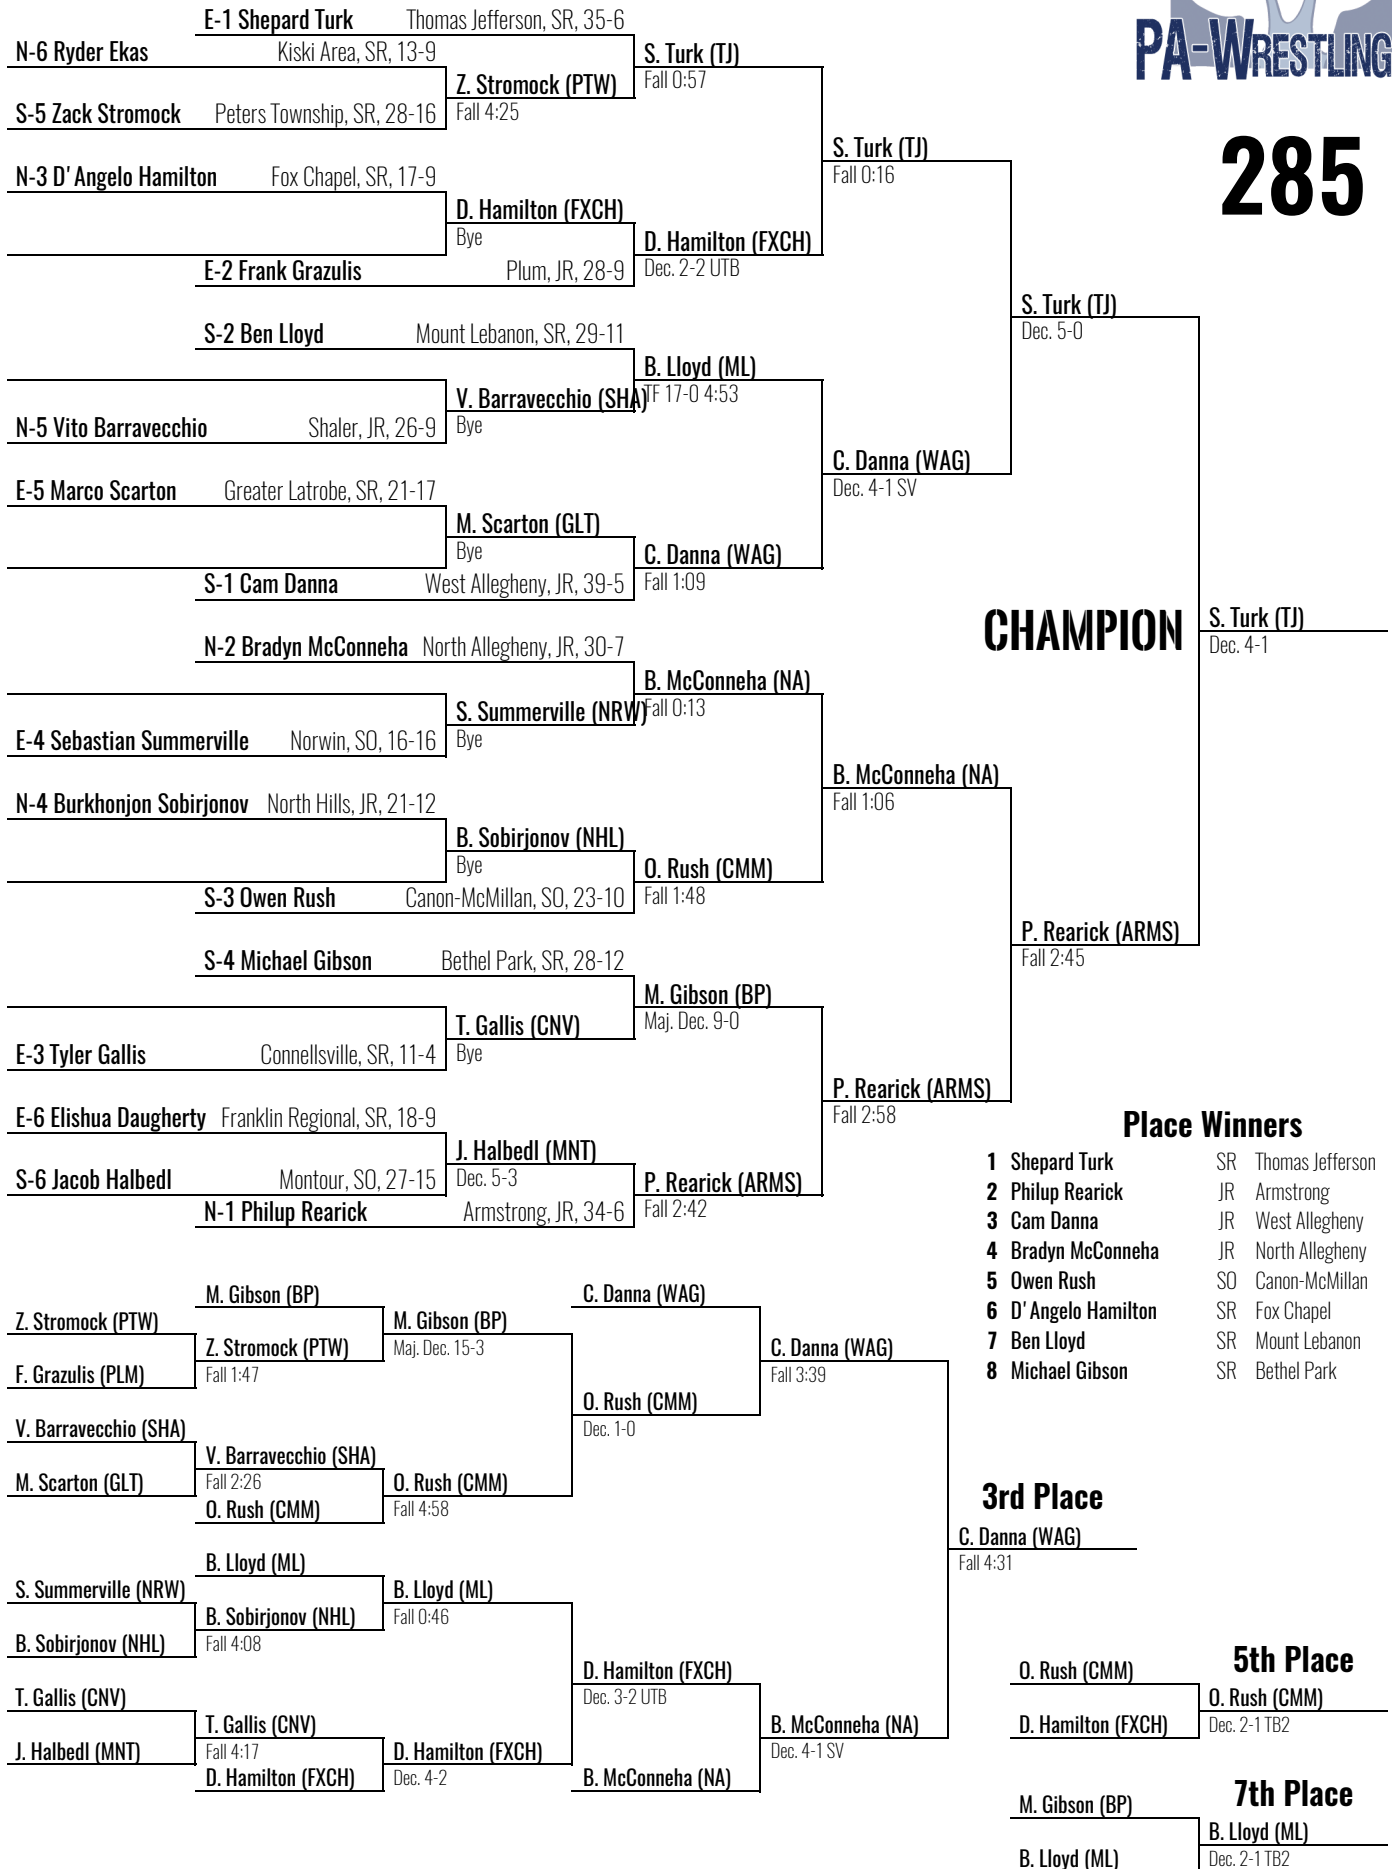 PA-WRESTLING
285
E-1 Shepard Turk Thomas Jefferson, SR, 35-6
N-6 Ryder Ekas Kiski Area, SR, 13-9
S. Turk (TJ)
Fall 0:57
Z. Stromock (PTW)
Fall 4:25
S-5 Zack Stromock Peters Township, SR, 28-16
S. Turk (TJ)
Fall 0:16
N-3 D'Angelo Hamilton Fox Chapel, SR, 17-9
D. Hamilton (FXCH)
Bye
D. Hamilton (FXCH)
Dec. 2-2 UTB
E-2 Frank Grazulis Plum, JR, 28-9
S. Turk (TJ)
Dec. 5-0
S-2 Ben Lloyd Mount Lebanon, SR, 29-11
B. Lloyd (ML)
TF 17-0 4:53
V. Barravecchio (SHA)
Bye
N-5 Vito Barravecchio Shaler, JR, 26-9
C. Danna (WAG)
Dec. 4-1 SV
E-5 Marco Scarton Greater Latrobe, SR, 21-17
M. Scarton (GLT)
Bye
C. Danna (WAG)
Fall 1:09
S-1 Cam Danna West Allegheny, JR, 39-5
CHAMPION
S. Turk (TJ)
Dec. 4-1
N-2 Bradyn McConneha North Allegheny, JR, 30-7
B. McConneha (NA)
Fall 0:13
S. Summerville (NRW)
Bye
E-4 Sebastian Summerville Norwin, SO, 16-16
B. McConneha (NA)
Fall 1:06
N-4 Burkhonjon Sobirjonov North Hills, JR, 21-12
B. Sobirjonov (NHL)
Bye
O. Rush (CMM)
Fall 1:48
S-3 Owen Rush Canon-McMillan, SO, 23-10
P. Rearick (ARMS)
Fall 2:45
S-4 Michael Gibson Bethel Park, SR, 28-12
M. Gibson (BP)
Maj. Dec. 9-0
T. Gallis (CNV)
Bye
E-3 Tyler Gallis Connellsville, SR, 11-4
P. Rearick (ARMS)
Fall 2:58
E-6 Elishua Daugherty Franklin Regional, SR, 18-9
J. Halbedl (MNT)
Dec. 5-3
S-6 Jacob Halbedl Montour, SO, 27-15
P. Rearick (ARMS)
Fall 2:42
N-1 Philup Rearick Armstrong, JR, 34-6
Place Winners
1 Shepard Turk SR Thomas Jefferson
2 Philup Rearick JR Armstrong
3 Cam Danna JR West Allegheny
4 Bradyn McConneha JR North Allegheny
5 Owen Rush SO Canon-McMillan
6 D'Angelo Hamilton SR Fox Chapel
7 Ben Lloyd SR Mount Lebanon
8 Michael Gibson SR Bethel Park
M. Gibson (BP)
Z. Stromock (PTW)
M. Gibson (BP)
Maj. Dec. 15-3
Z. Stromock (PTW)
Fall 1:47
F. Grazulis (PLM)
C. Danna (WAG)
C. Danna (WAG)
Fall 3:39
O. Rush (CMM)
Dec. 1-0
V. Barravecchio (SHA)
V. Barravecchio (SHA)
Fall 2:26
M. Scarton (GLT)
O. Rush (CMM)
Fall 4:58
O. Rush (CMM)
3rd Place
C. Danna (WAG)
Fall 4:31
B. Lloyd (ML)
S. Summerville (NRW)
B. Lloyd (ML)
Fall 0:46
B. Sobirjonov (NHL)
Fall 4:08
B. Sobirjonov (NHL)
D. Hamilton (FXCH)
Dec. 3-2 UTB
T. Gallis (CNV)
T. Gallis (CNV)
Fall 4:17
J. Halbedl (MNT)
D. Hamilton (FXCH)
Dec. 4-2
D. Hamilton (FXCH)
B. McConneha (NA)
Dec. 4-1 SV
B. McConneha (NA)
5th Place
O. Rush (CMM)
O. Rush (CMM)
Dec. 2-1 TB2
D. Hamilton (FXCH)
7th Place
M. Gibson (BP)
B. Lloyd (ML)
Dec. 2-1 TB2
B. Lloyd (ML)